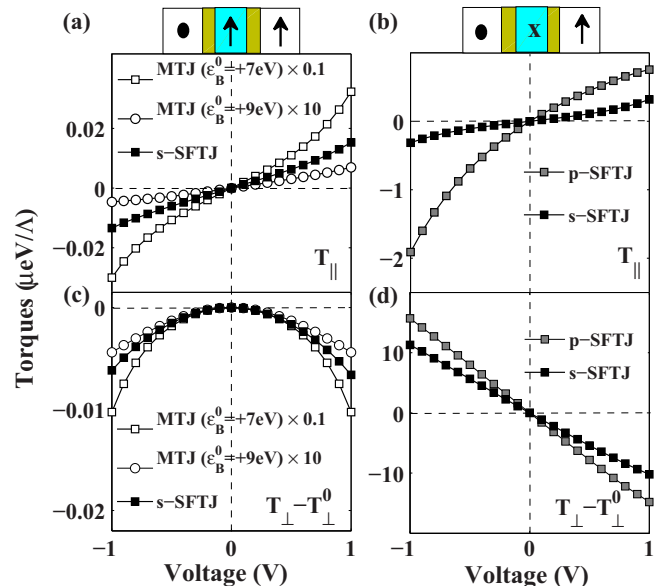 (a)
MTJ (ε_B^0=+7eV) × 0.1
MTJ (ε_B^0=+9eV) × 10
s−SFTJ
0.02
0
−0.02
T_||
(b)
x
0
−1
−2
p−SFTJ
s−SFTJ
T_||
Torques (μeV/Λ)
(c)
0
−0.01
−0.02
MTJ (ε_B^0=+7eV) × 0.1
MTJ (ε_B^0=+9eV) × 10
s−SFTJ
T_⊥−T_⊥^0
−1
0
1
Voltage (V)
(d)
10
0
−10
p−SFTJ
s−SFTJ
T_⊥−T_⊥^0
−1
0
1
Voltage (V)